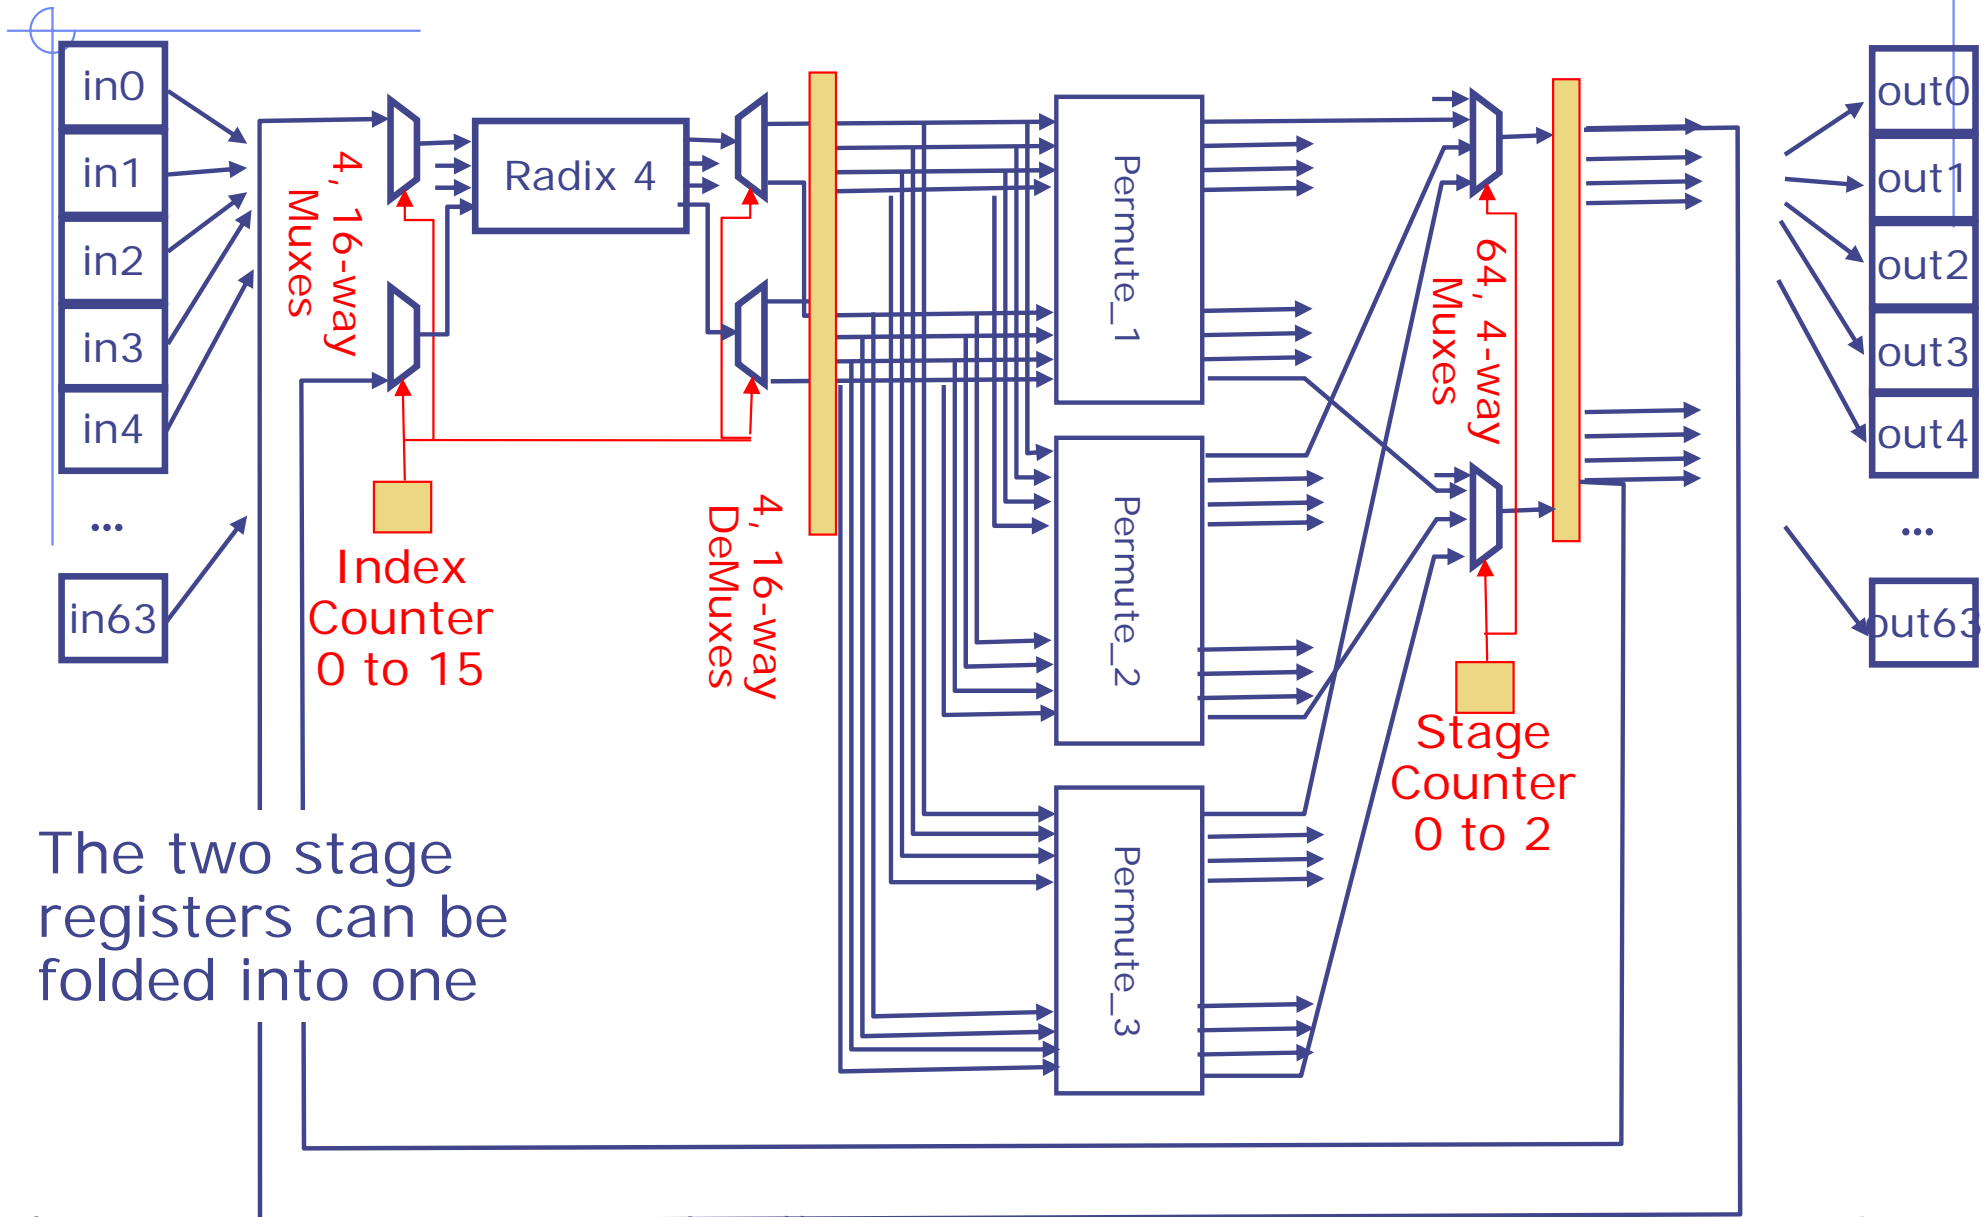 in0
in1
in2
in3
in4
...
in63
4, 16-way
Muxes
Radix 4
Index
Counter
0 to 15
4, 16-way
DeMuxes
Permute_1
Permute_2
Permute_3
64, 4-way
Muxes
Stage
Counter
0 to 2
out0
out1
out2
out3
out4
...
out63
The two stage
registers can be
folded into one